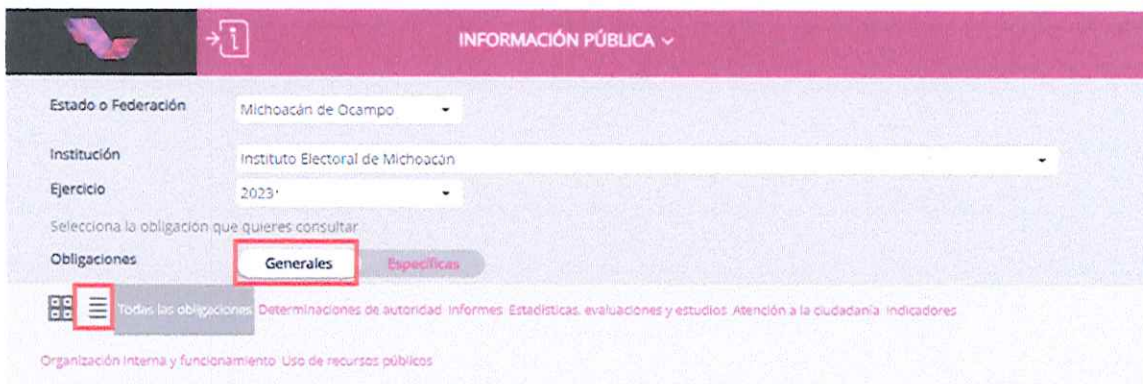 INFORMACIÓN PÚBLICA
Estado o Federación
Michoacán de Ocampo
Institución
Instituto Electoral de Michoacán
Ejercicio
2023
Selecciona la obligación que quieres consultar
Obligaciones
Generales Específicas
Todas las obligaciones Determinaciones de autoridad Informes Estadísticas, evaluaciones y estudios Atención a la ciudadanía Indicadores
Organización interna y funcionamiento Uso de recursos públicos